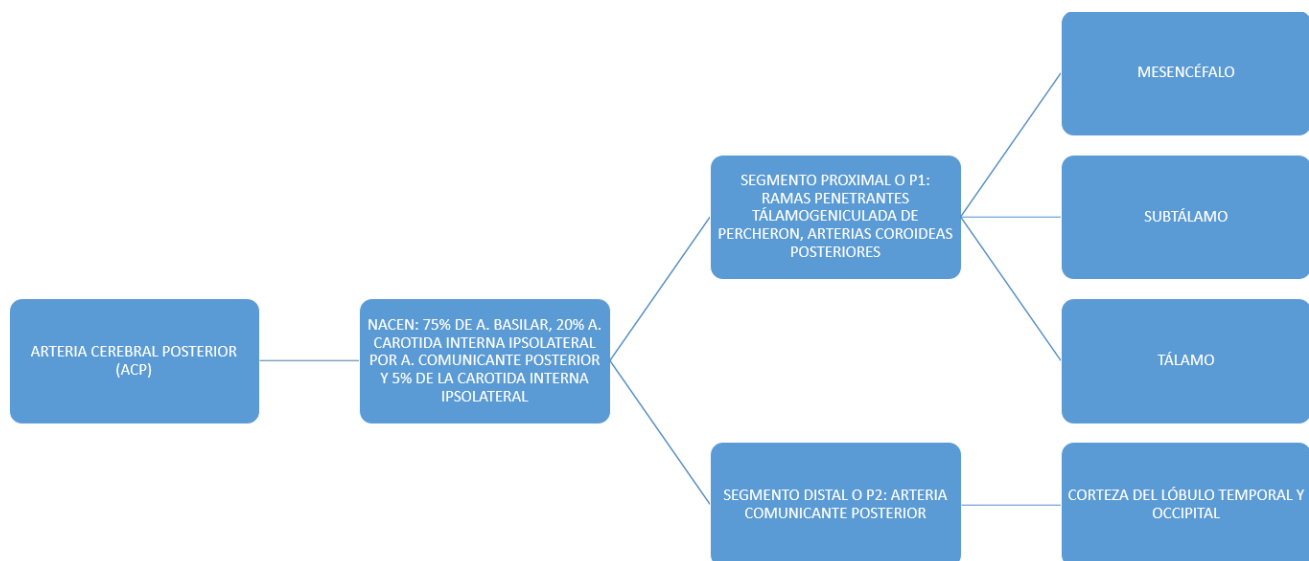 ARTERIA CEREBRAL POSTERIOR
(ACP)
NACEN: 75% DE A. BASILAR, 20% A.
CAROTIDA INTERNA IPSOLATERAL
POR A. COMUNICANTE POSTERIOR
Y 5% DE LA CAROTIDA INTERNA
IPSOLATERAL
SEGMENTO PROXIMAL O P1:
RAMAS PENETRANTES
TÁLAMOGENICULADA DE
PERCHERON, ARTERIAS COROIDEAS
POSTERIORES
MESENCÉFALO
SUBTÁLAMO
TÁLAMO
SEGMENTO DISTAL O P2: ARTERIA
COMUNICANTE POSTERIOR
CORTEZA DEL LÓBULO TEMPORAL Y
OCCIPITAL